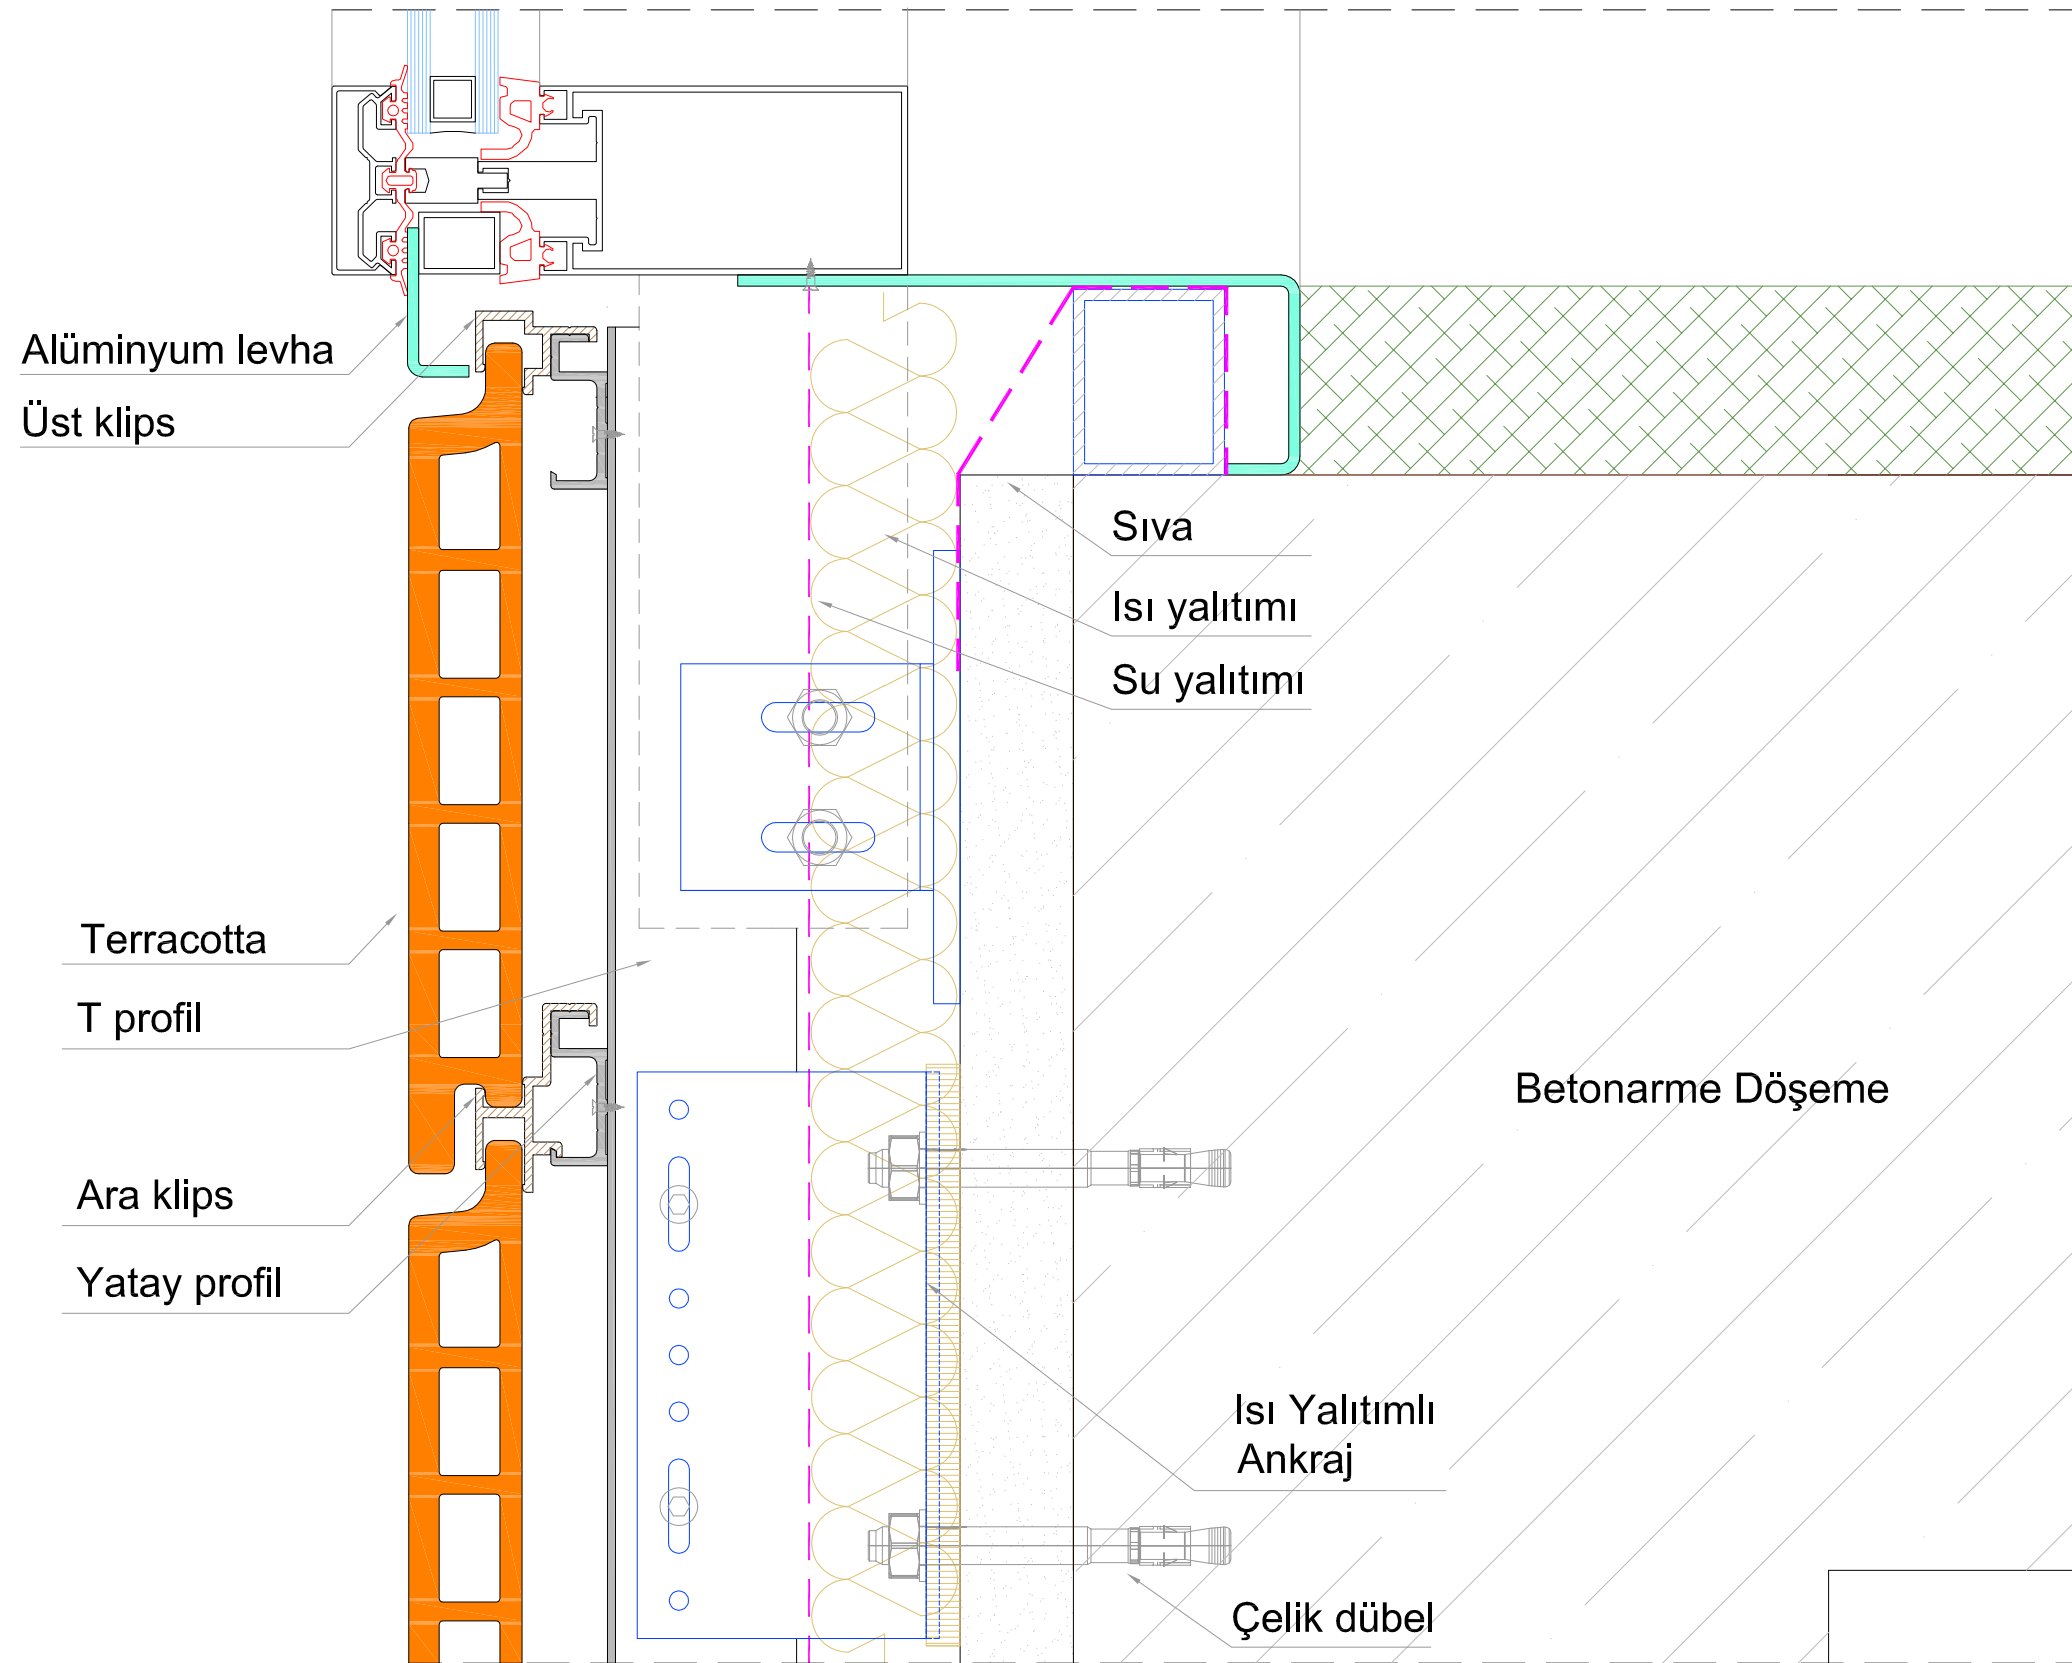 Alüminyum levha
Üst klips
Sıva
Isı yalıtımı
Su yalıtımı
Terracotta
T profil
Betonarme Döşeme
Ara klips
Yatay profil
Isı Yalıtımlı
Ankraj
Çelik dübel